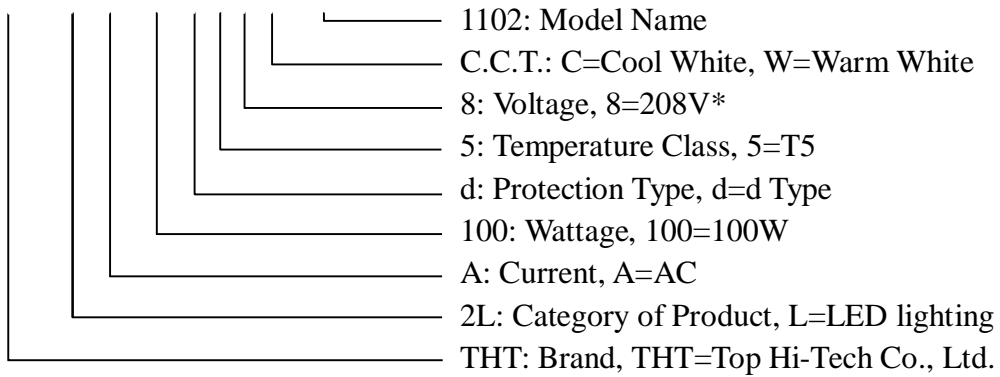 1102: Model Name
C.C.T.: C=Cool White, W=Warm White
8: Voltage, 8=208V*
5: Temperature Class, 5=T5
d: Protection Type, d=d Type
100: Wattage, 100=100W
A: Current, A=AC
2L: Category of Product, L=LED lighting
THT: Brand, THT=Top Hi-Tech Co., Ltd.